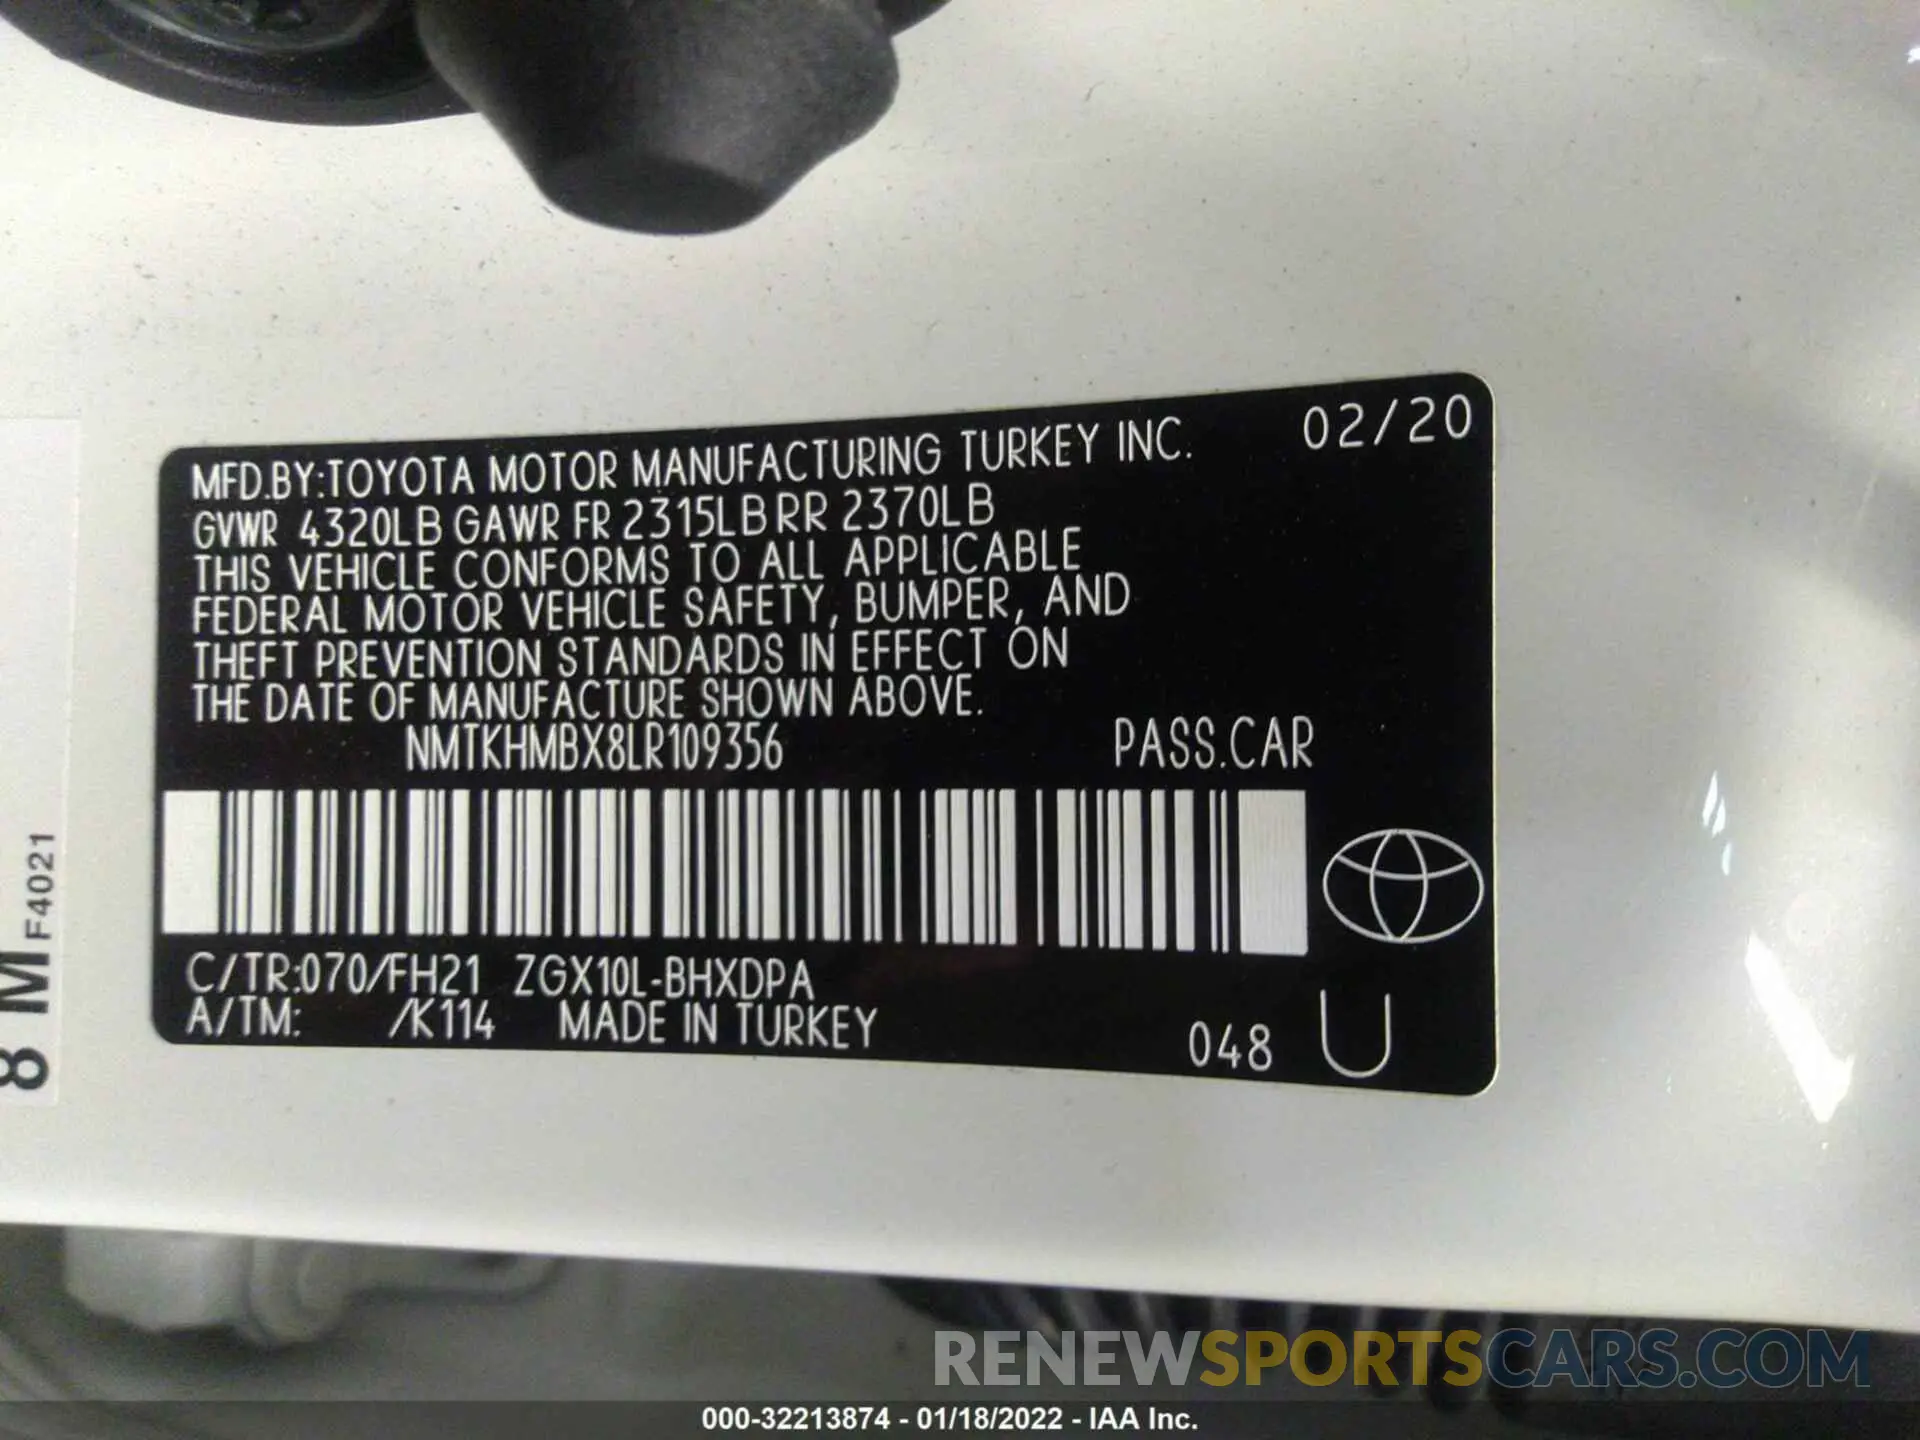 MFD.BY:TOYOTA MOTOR MANUFACTURING TURKEY INC. 02/20
GVWR 4320LB GAWR FR 2315LB RR 2370LB
THIS VEHICLE CONFORMS TO ALL APPLICABLE
FEDERAL MOTOR VEHICLE SAFETY, BUMPER, AND
THEFT PREVENTION STANDARDS IN EFFECT ON
THE DATE OF MANUFACTURE SHOWN ABOVE.
NMTKHMBX8LR109356 PASS.CAR
C/TR:070/FH21 ZGX10L-BHXDPA
A/TM: /K114 MADE IN TURKEY
048 U
8 M F4021
RENEWSPORTSCARS.COM
000-32213874 - 01/18/2022 - IAA Inc.